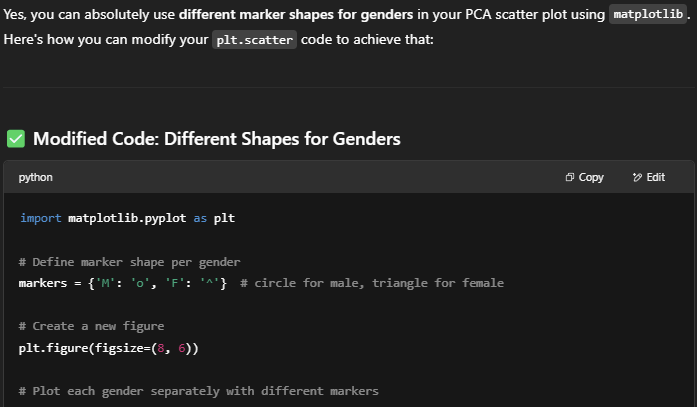 Yes, you can absolutely use different marker shapes for genders in your PCA scatter plot using matplotlib.
Here's how you can modify your plt.scatter code to achieve that:
✅ Modified Code: Different Shapes for Genders
python Copy Edit
import matplotlib.pyplot as plt
# Define marker shape per gender
markers = {'M': 'o', 'F': '^'}  # circle for male, triangle for female
# Create a new figure
plt.figure(figsize=(8, 6))
# Plot each gender separately with different markers